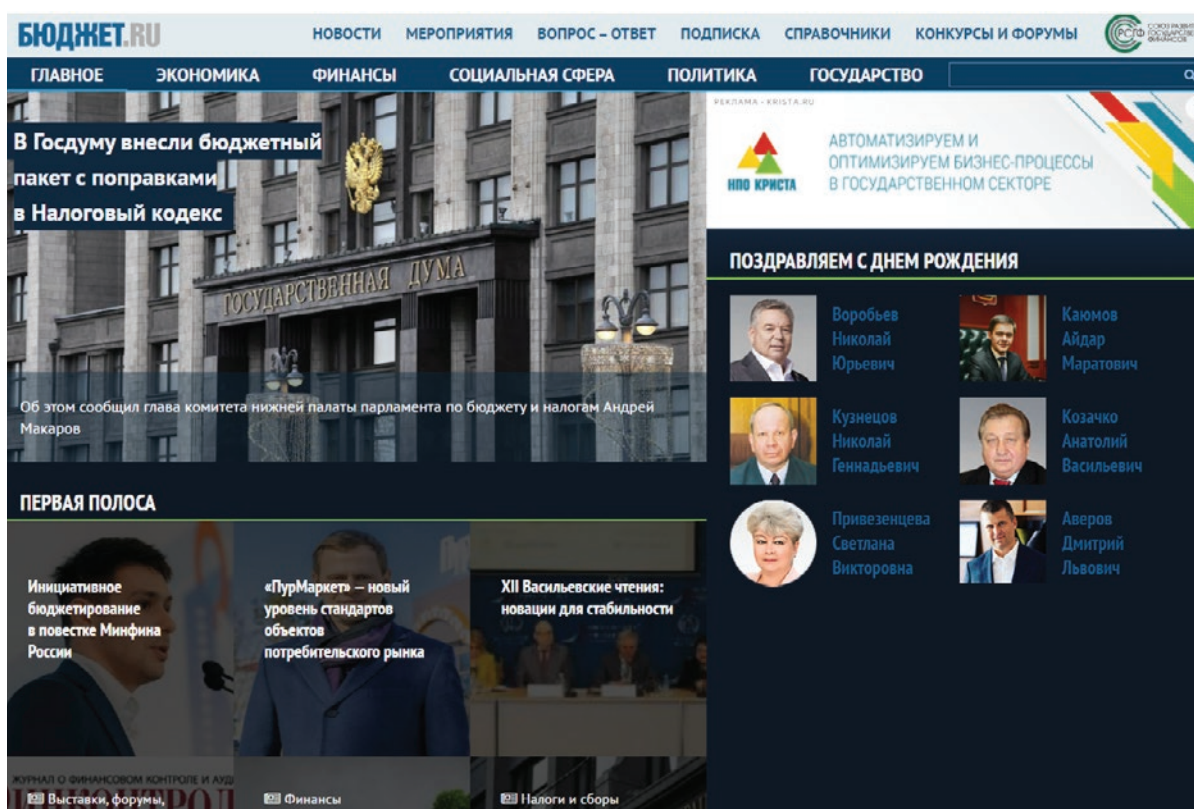 БЮДЖЕТ.RU
НОВОСТИ МЕРОПРИЯТИЯ ВОПРОС – ОТВЕТ ПОДПИСКА СПРАВОЧНИКИ КОНКУРСЫ И ФОРУМЫ
РСГФ
ГЛАВНОЕ ЭКОНОМИКА ФИНАНСЫ СОЦИАЛЬНАЯ СФЕРА ПОЛИТИКА ГОСУДАРСТВО
В Госдуму внесли бюджетный
пакет с поправками
в Налоговый кодекс
ГОСУДАРСТВЕННАЯ ДУМА
Об этом сообщил глава комитета нижней палаты парламента по бюджету и налогам Андрей
Макаров
РЕКЛАМА • KRISTA.RU
НПО КРИСТА
АВТОМАТИЗИРУЕМ И
ОПТИМИЗИРУЕМ БИЗНЕС-ПРОЦЕССЫ
В ГОСУДАРСТВЕННОМ СЕКТОРЕ
ПОЗДРАВЛЯЕМ С ДНЕМ РОЖДЕНИЯ
Воробьев
Николай
Юрьевич
Каюмов
Айдар
Маратович
Кузнецов
Николай
Геннадьевич
Козачко
Анатолий
Васильевич
Привезенцева
Светлана
Викторовна
Аверов
Дмитрий
Львович
ПЕРВАЯ ПОЛОСА
Инициативное
бюджетирование
в повестке Минфина
России
«ПурМаркет» — новый
уровень стандартов
объектов
потребительского рынка
XII Васильевские чтения:
новации для стабильности
ЖУРНАЛ О ФИНАНСОВОМ КОНТРОЛЕ И
Выставки, форумы,
Финансы
Налоги и сборы